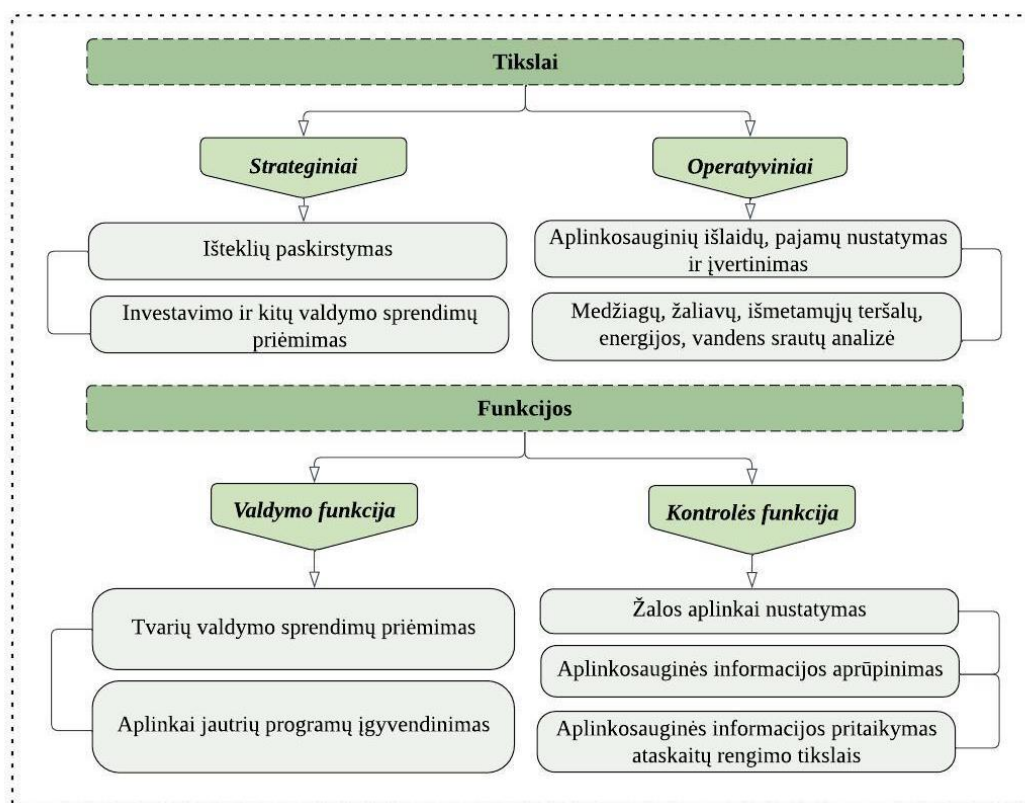 Tikslai
Strateginiai
Operatyviniai
Išteklių paskirstymas
Investavimo ir kitų valdymo sprendimų
priėmimas
Aplinkosauginių išlaidų, pajamų nustatymas
ir įvertinimas
Medžiagų, žaliavų, išmetamųjų teršalų,
energijos, vandens srautų analizė
Funkcijos
Valdymo funkcija
Kontrolės funkcija
Tvarių valdymo sprendimų priėmimas
Aplinkai jautrių programų įgyvendinimas
Žalos aplinkai nustatymas
Aplinkosauginės informacijos aprūpinimas
Aplinkosauginės informacijos pritaikymas
ataskaitų rengimo tikslais